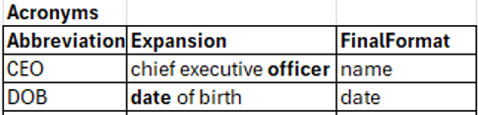 Acronyms
Abbreviation Expansion FinalFormat
CEO chief executive officer name
DOB date of birth date